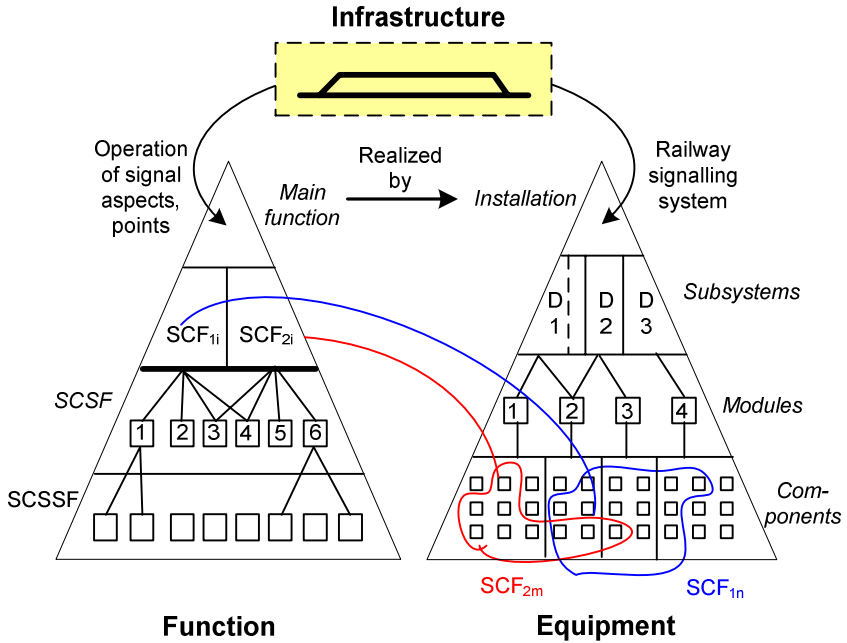 Infrastructure
Operation
of signal
aspects,
points
Main
function
Realized
by
Installation
Railway
signalling
system
SCF1i
SCF2i
D
1
D
2
D
3
Subsystems
SCSF
1 2 3 4 5 6
1 2 3 4
Modules
SCSSF
Com-
ponents
SCF2m
SCF1n
Function
Equipment